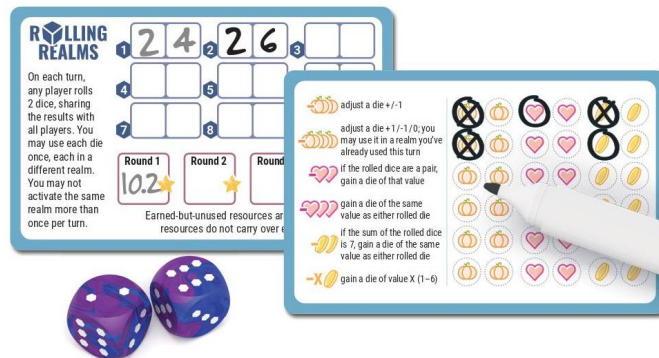 ROLLING
REALMS
1 2 4 2 2 6 3
On each turn,
any player rolls
2 dice, sharing
the results with
all players. You
may use each die
once, each in a
different realm.
You may not
activate the same
realm more than
once per turn.
4 5
7 8
Round 1 Round 2 Round
10.2
Earned-but-unused resources
resources do not carry over
adjust a die +/-1
adjust a die +1/-1/0; you
may use it in a realm you've
already used this turn
if the rolled dice are a pair,
gain a die of that value
gain a die of the same
value as either rolled die
if the sum of the rolled dice
is 7, gain a die of the same
value as either rolled die
-X gain a die of value X (1–6)